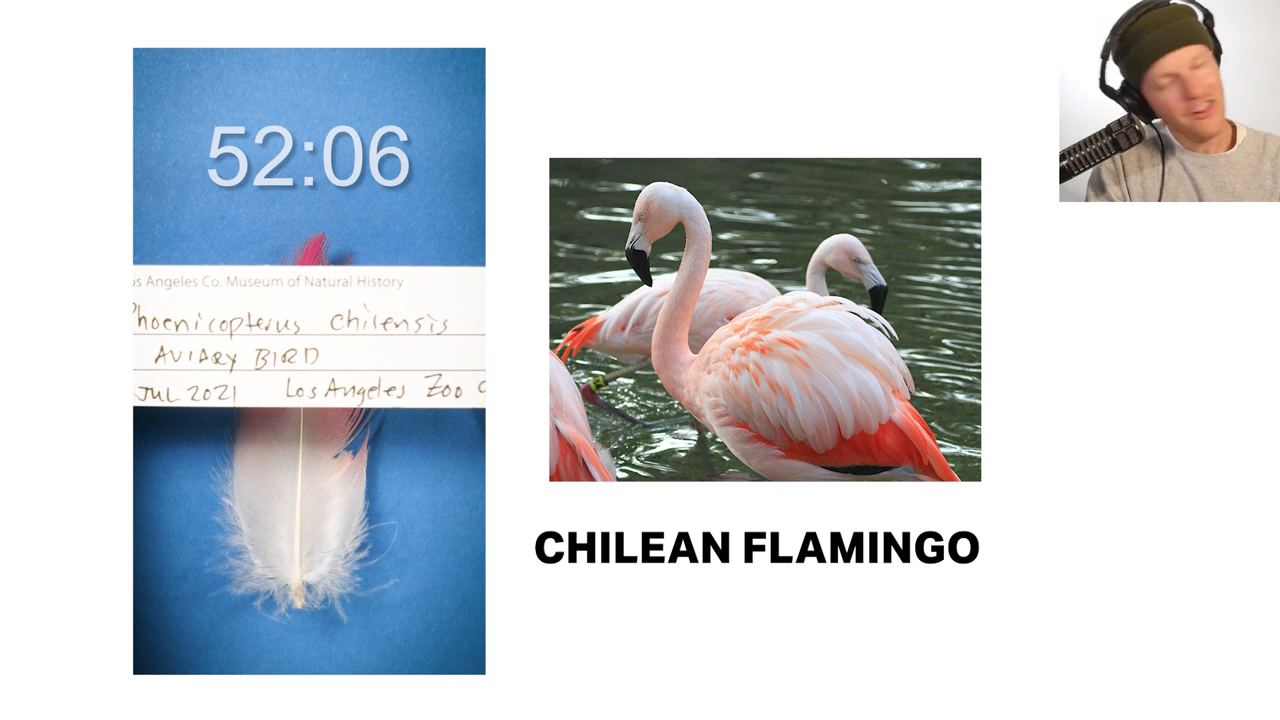 52:06
os Angeles Co. Museum of Natural History
Phoenicopterus chilensis
AVIARY BIRD
JUL 2021 Los Angeles Zoo
CHILEAN FLAMINGO